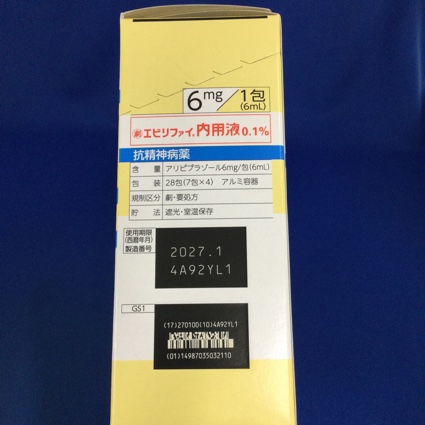 6mg/1包
(6mL)
劇 エビリファイ®内用液0.1%
抗精神病薬
含 量 アリピプラゾール6mg/包(6mL)
包 装 28包(7包×4) アルミ容器
規制区分 劇・要処方
貯 法 遮光・室温保存
使用期限
(西暦年月)
製造番号
2027.1
4A92YL1
GS1
(17)270100(10)4A92YL1
(01)14987035032110